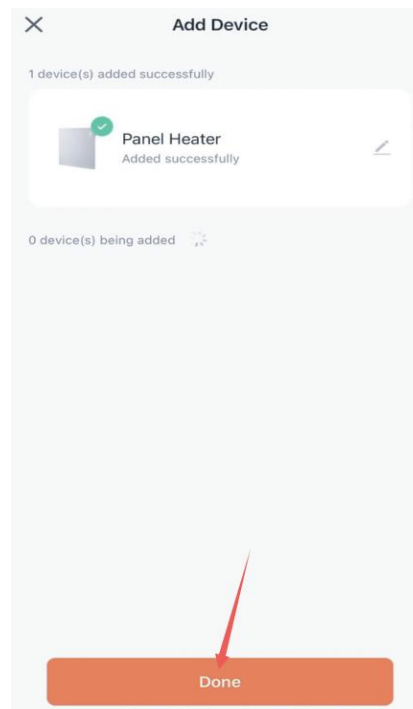 Add Device
1 device(s) added successfully
Panel Heater
Added successfully
0 device(s) being added
Done